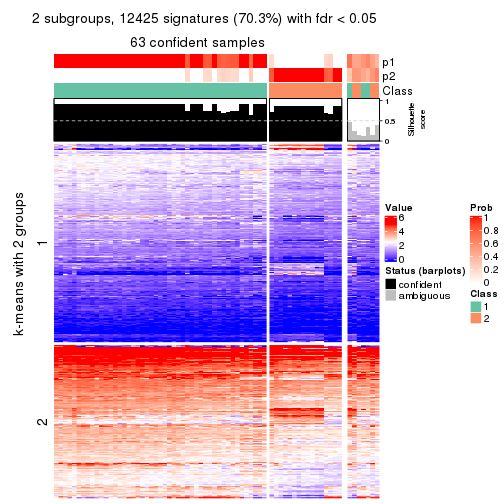 2 subgroups, 12425 signatures (70.3%) with fdr < 0.05
63 confident samples
p1
p2
Class
1
0.5
0
Silhouette
score
k-means with 2 groups
1
2
Value
6
4
2
0
Status (barplots)
confident
ambiguous
Prob
1
0.8
0.6
0.4
0.2
0
Class
1
2